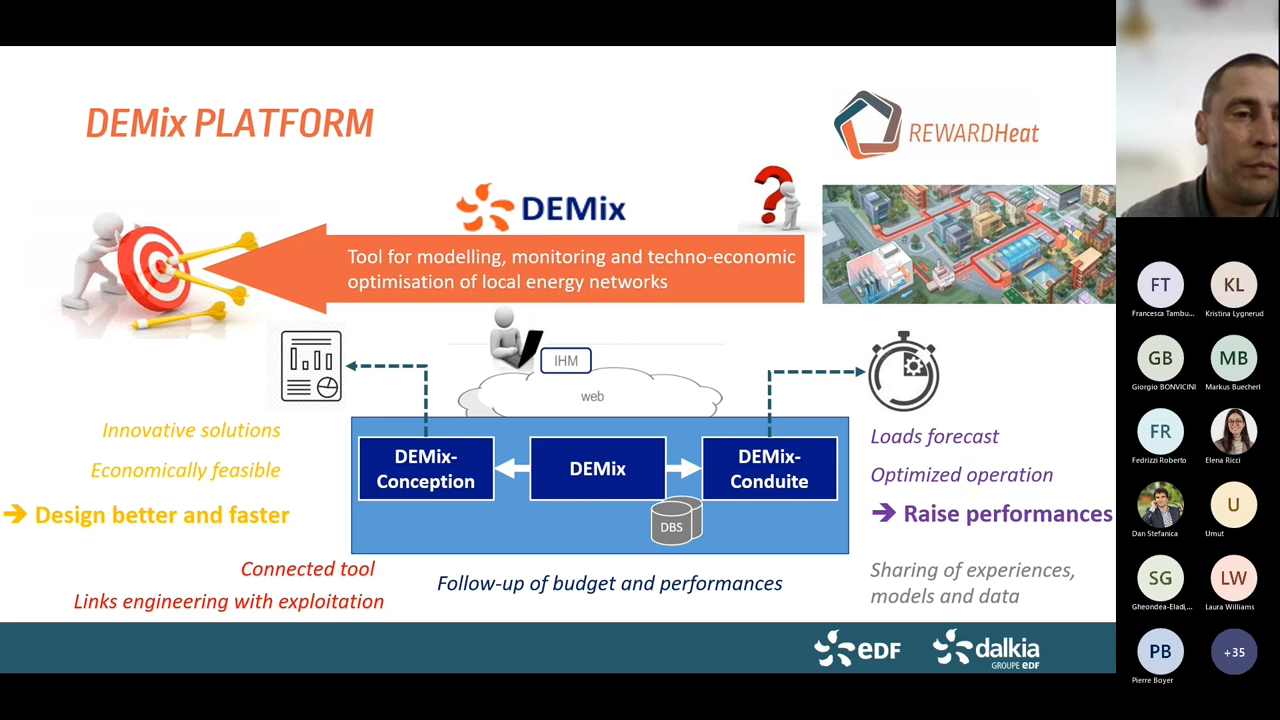 DEMix PLATFORM
REWARDHeat
DEMix
Tool for modelling, monitoring and techno-economic
optimisation of local energy networks
IHM
web
Innovative solutions
Economically feasible
➔ Design better and faster
DEMix-
Conception
DEMix
DEMix-
Conduite
DBS
Loads forecast
Optimized operation
➔ Raise performances
Connected tool
Links engineering with exploitation
Follow-up of budget and performances
Sharing of experiences,
models and data
eDF
dalkia
GROUPE eDF
FT
Francesca Tambu...
KL
Kristina Lygnerud
GB
Giorgio BONVICINI
MB
Markus Buecherl
FR
Fedrizzi Roberto
Elena Ricci
Dan Stefanica
U
Umut
SG
Gheondea-Eladi,...
LW
Laura Williams
PB
Pierre Boyer
+35